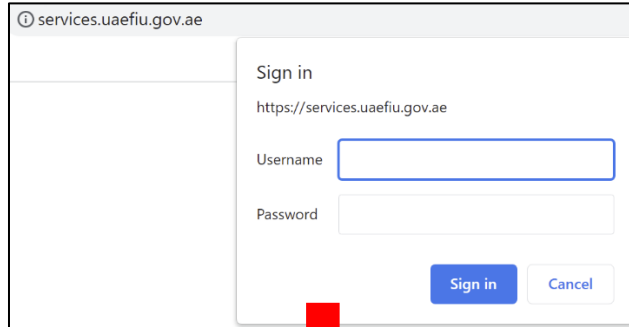 services.uaefiu.gov.ae
Sign in
https://services.uaefiu.gov.ae
Username
Password
Sign in Cancel